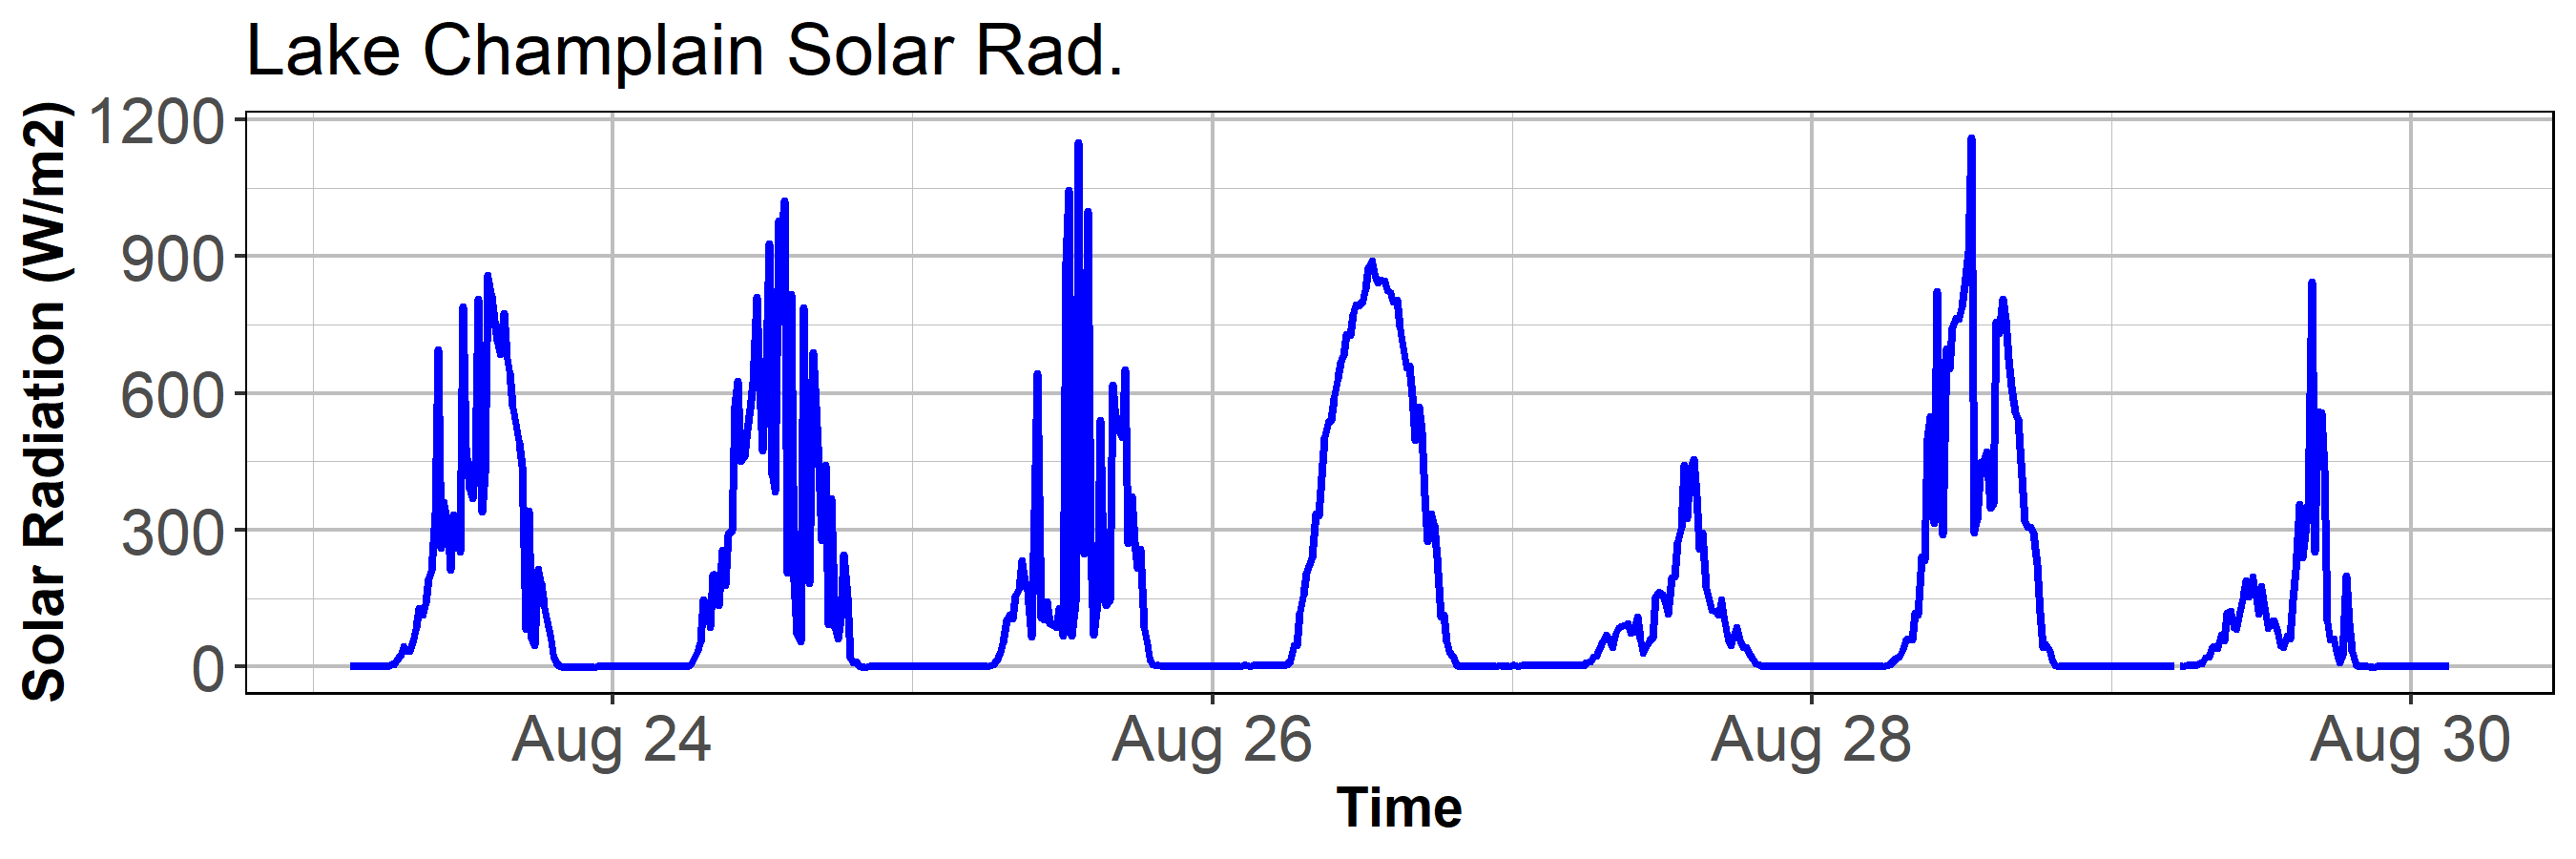 Lake Champlain Solar Rad.
Solar Radiation (W/m2)
1200
900
600
300
0
Aug 24
Aug 26
Aug 28
Aug 30
Time